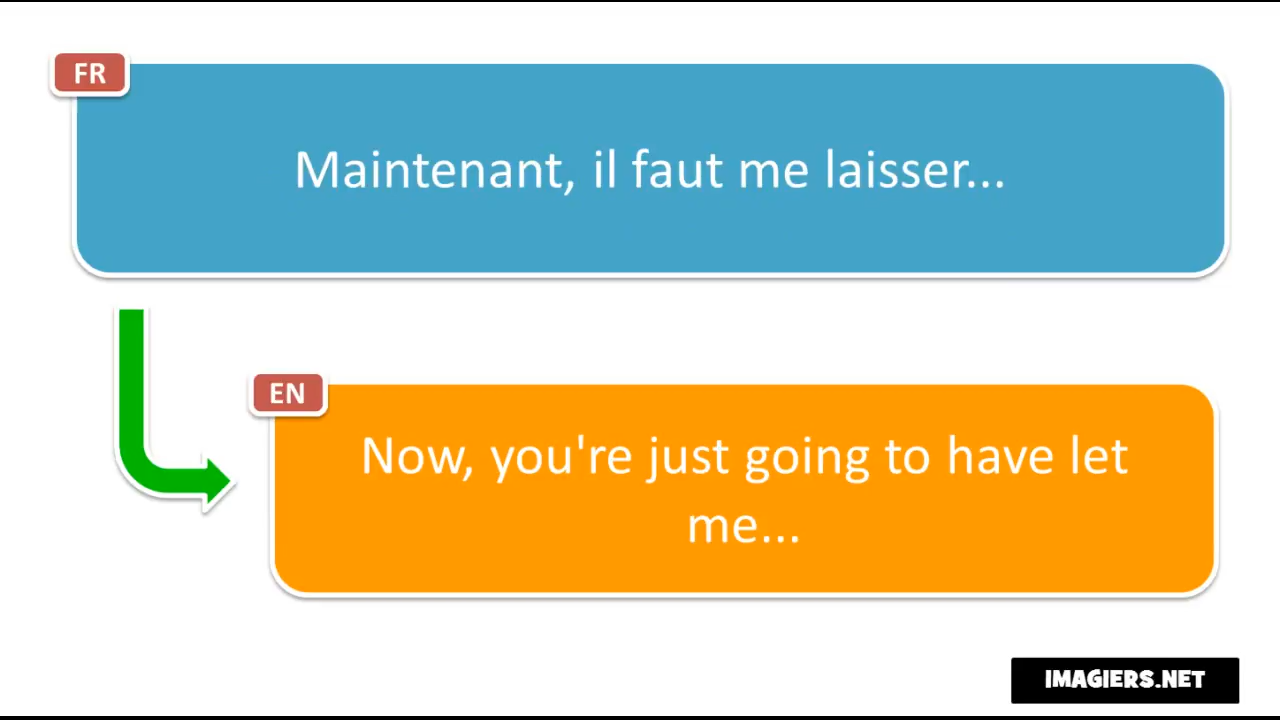 FR
Maintenant, il faut me laisser...
EN
Now, you're just going to have let
me...
IMAGIERS.NET